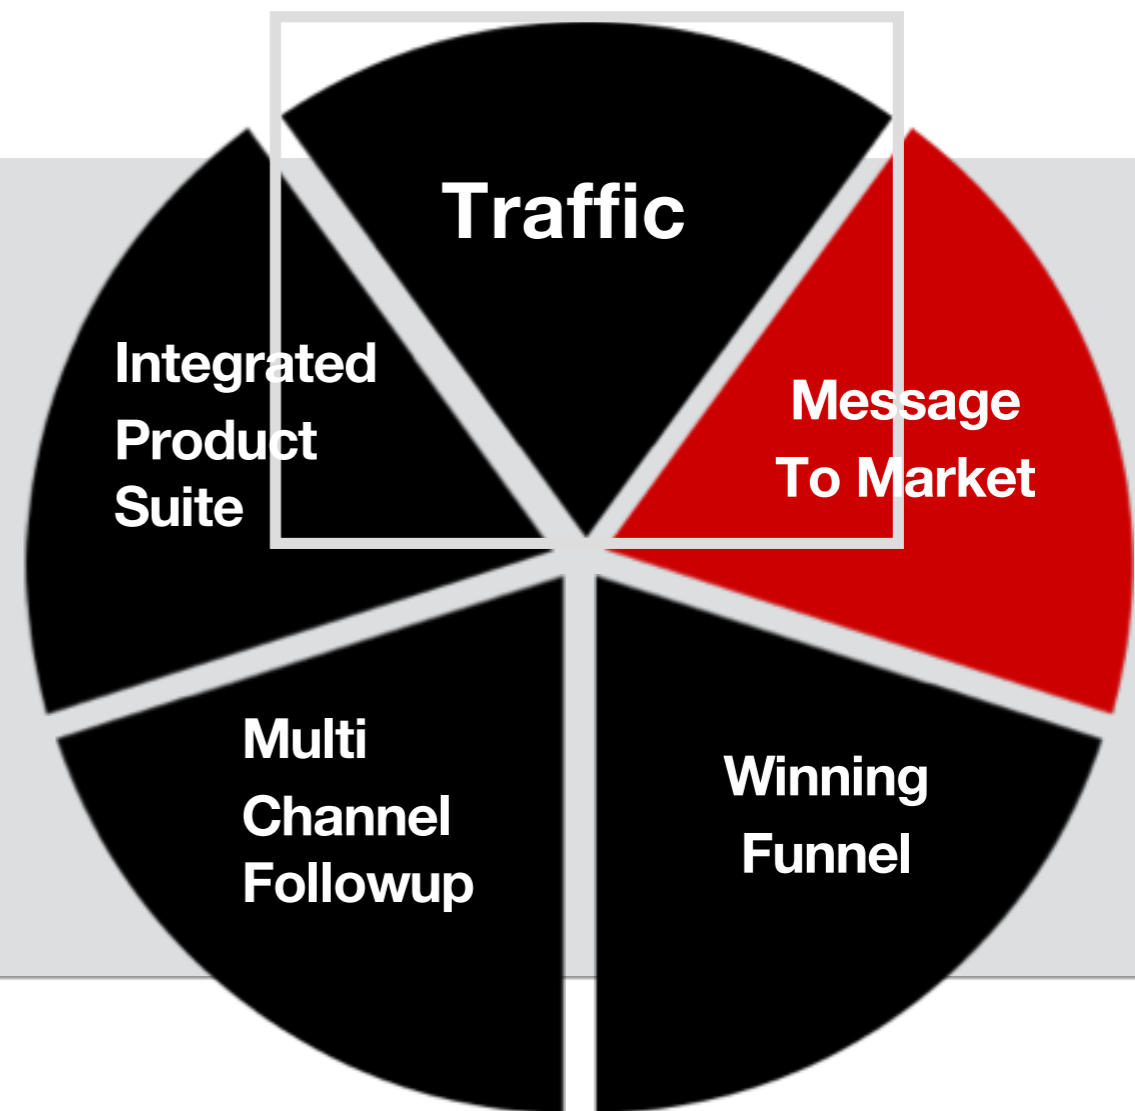 Traffic
Message
To Market
Winning
Funnel
Multi
Channel
Followup
Integrated
Product
Suite